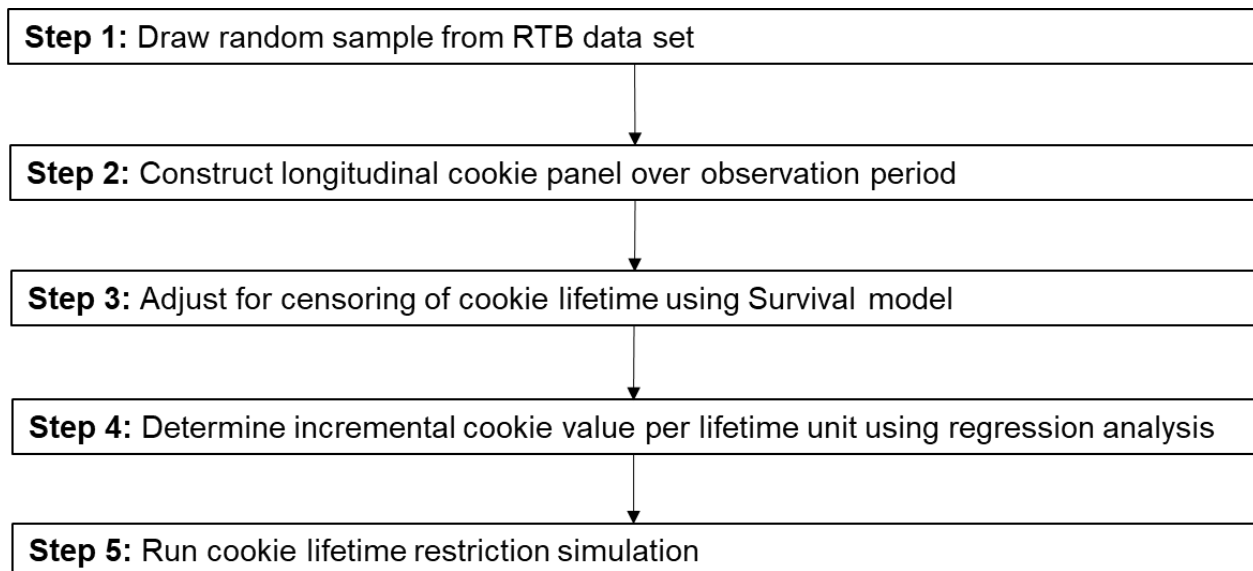 Step 1: Draw random sample from RTB data set
Step 2: Construct longitudinal cookie panel over observation period
Step 3: Adjust for censoring of cookie lifetime using Survival model
Step 4: Determine incremental cookie value per lifetime unit using regression analysis
Step 5: Run cookie lifetime restriction simulation